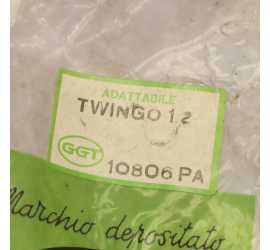 ADATTABILE
TWINGO 1.2
GGT
10806 PA
Marchio depositato